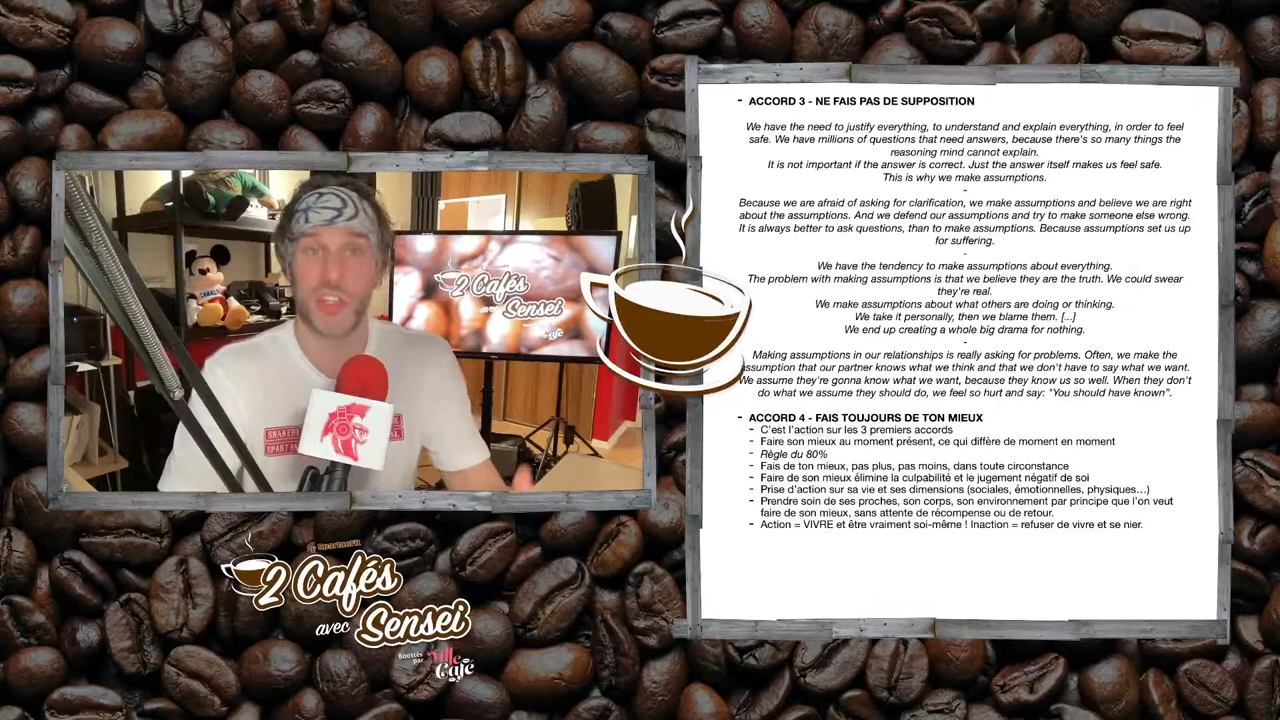 - ACCORD 3 - NE FAIS PAS DE SUPPOSITION
We have the need to justify everything, to understand and explain everything, in order to feel
safe. We have millions of questions that need answers, because there's so many things the
reasoning mind cannot explain.
It is not important if the answer is correct. Just the answer itself makes us feel safe.
This is why we make assumptions.
-
Because we are afraid of asking for clarification, we make assumptions and believe we are right
about the assumptions. And we defend our assumptions and try to make someone else wrong.
It is always better to ask questions, than to make assumptions. Because assumptions set us up
for suffering.
-
We have the tendency to make assumptions about everything.
The problem with making assumptions is that we believe they are the truth. We could swear
they're real.
We make assumptions about what others are doing or thinking.
We take it personally, then we blame them. [...]
We end up creating a whole big drama for nothing.
-
Making assumptions in our relationships is really asking for problems. Often, we make the
ssumption that our partner knows what we think and that we don't have to say what we want.
We assume they're gonna know what we want, because they know us so well. When they don't
do what we assume they should do, we feel so hurt and say: "You should have known".
- ACCORD 4 - FAIS TOUJOURS DE TON MIEUX
- C'est l'action sur les 3 premiers accords
- Faire son mieux au moment présent, ce qui diffère de moment en moment
- Règle du 80%
- Fais de ton mieux, pas plus, pas moins, dans toute circonstance
- Faire de son mieux élimine la culpabilité et le jugement négatif de soi
- Prise d'action sur sa vie et ses dimensions (sociales, émotionnelles, physiques...)
- Prendre soin de ses proches, son corps, son environnement par principe que l'on veut
faire de son mieux, sans attente de récompense ou de retour.
- Action = VIVRE et être vraiment soi-même ! Inaction = refuser de vivre et se nier.
2 Cafés
avec Sensei
Café
SpartanFit
2 Cafés
avec Sensei
Boostés
par Ville
Café